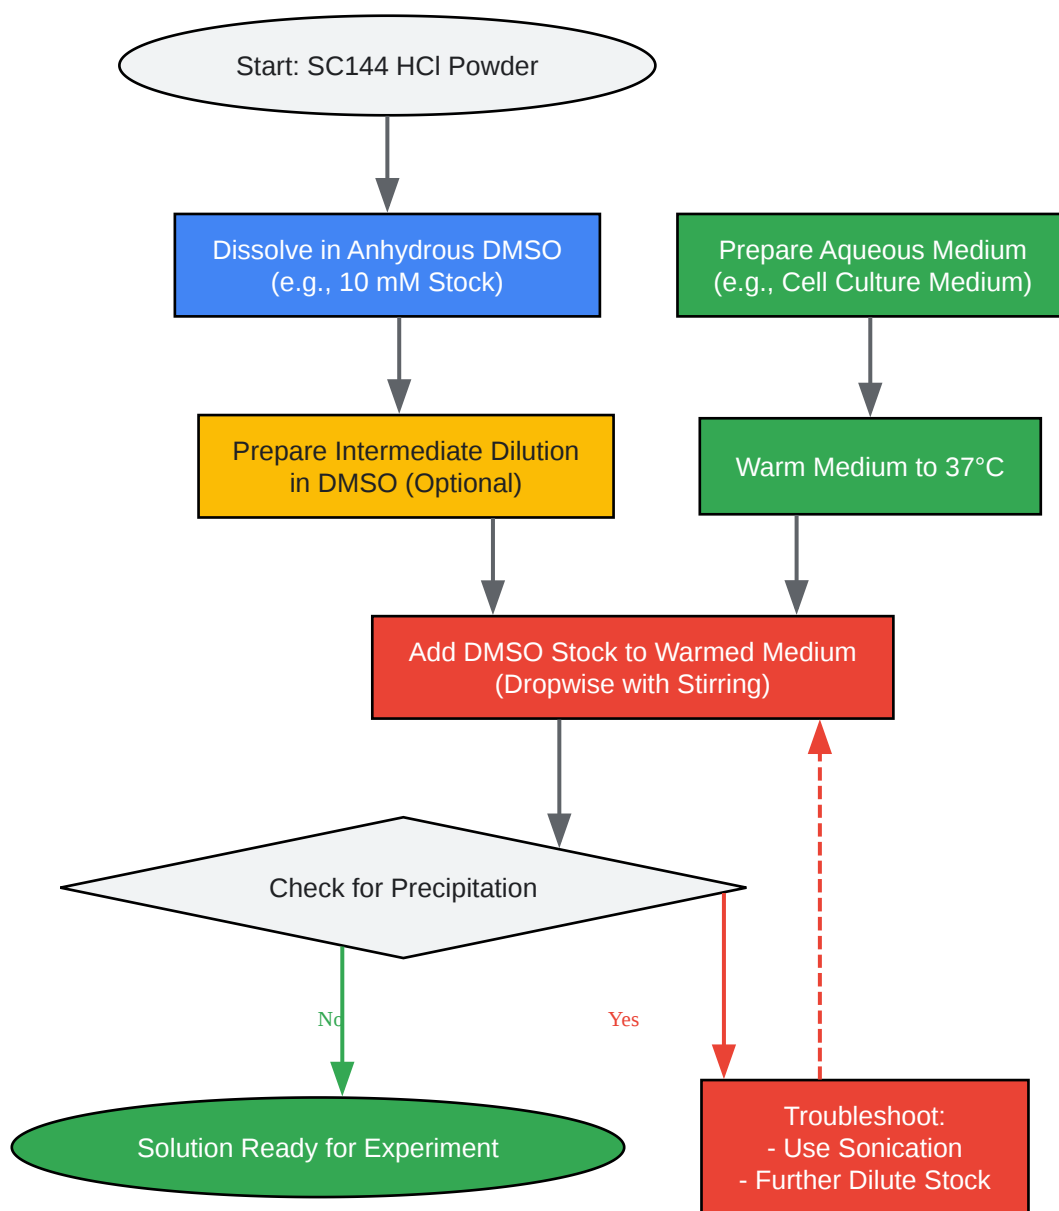 Start: SC144 HCl Powder
Dissolve in Anhydrous DMSO
(e.g., 10 mM Stock)
Prepare Aqueous Medium
(e.g., Cell Culture Medium)
Prepare Intermediate Dilution
in DMSO (Optional)
Warm Medium to 37°C
Add DMSO Stock to Warmed Medium
(Dropwise with Stirring)
Check for Precipitation
No
Yes
Solution Ready for Experiment
Troubleshoot:
- Use Sonication
- Further Dilute Stock